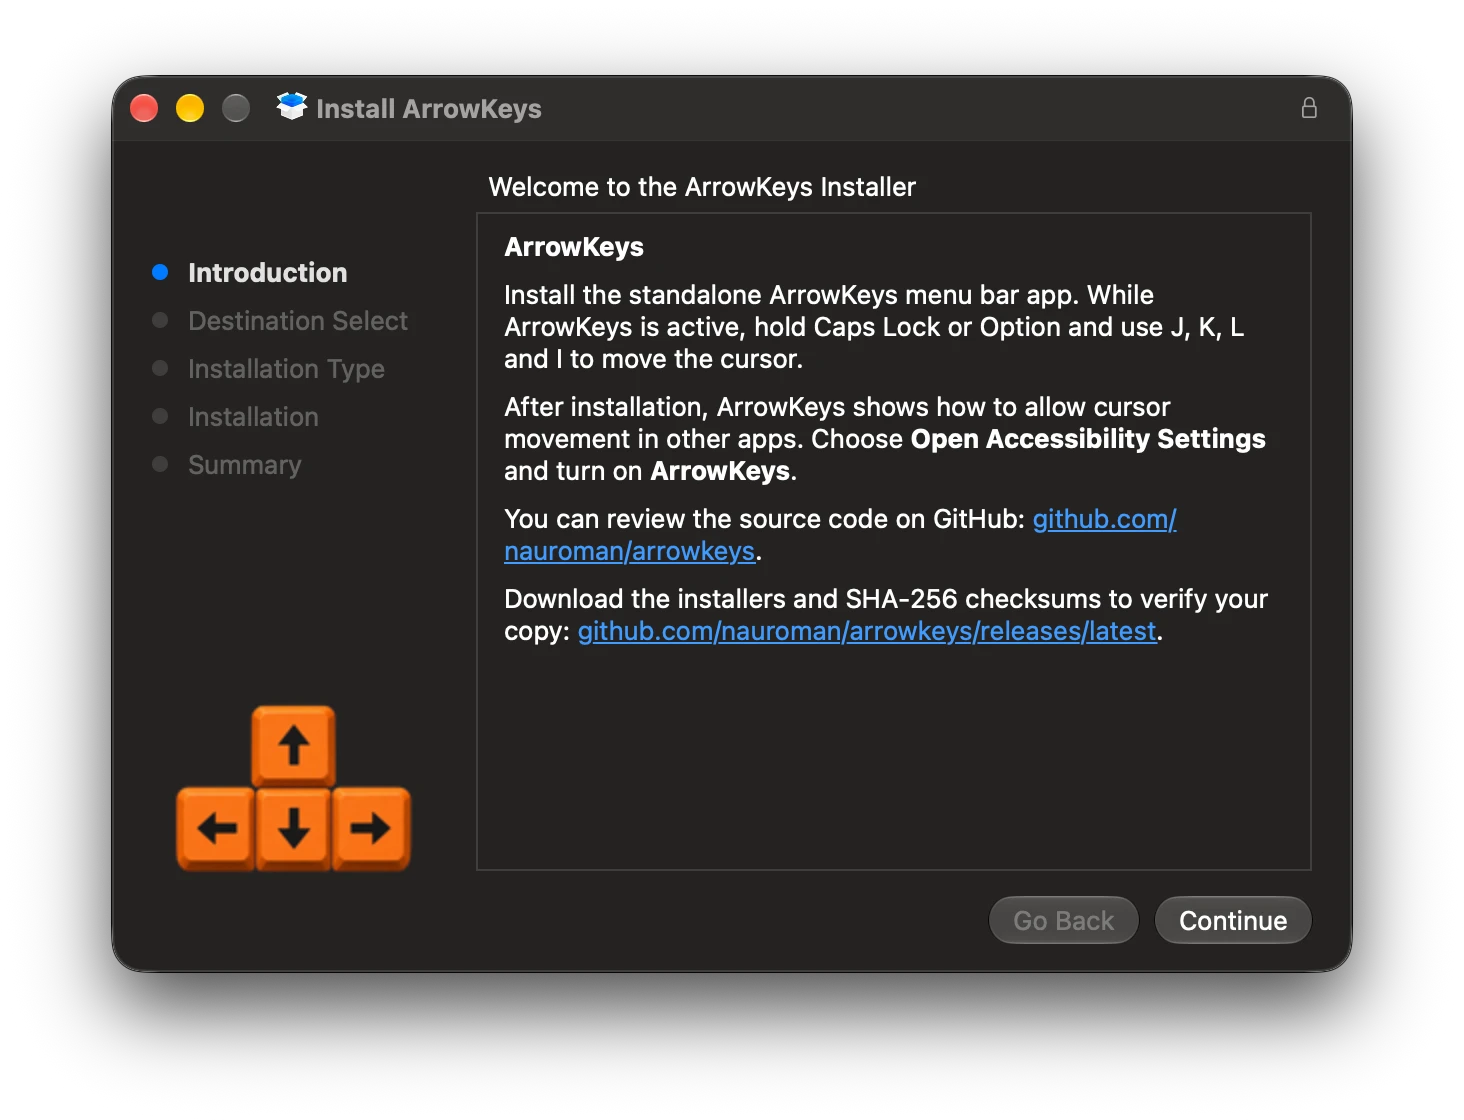 Install ArrowKeys
Welcome to the ArrowKeys Installer
Introduction
Destination Select
Installation Type
Installation
Summary
ArrowKeys
Install the standalone ArrowKeys menu bar app. While
ArrowKeys is active, hold Caps Lock or Option and use J, K, L
and I to move the cursor.
After installation, ArrowKeys shows how to allow cursor
movement in other apps. Choose Open Accessibility Settings
and turn on ArrowKeys.
You can review the source code on GitHub: github.com/
nauroman/arrowkeys.
Download the installers and SHA-256 checksums to verify your
copy: github.com/nauroman/arrowkeys/releases/latest.
Go Back
Continue